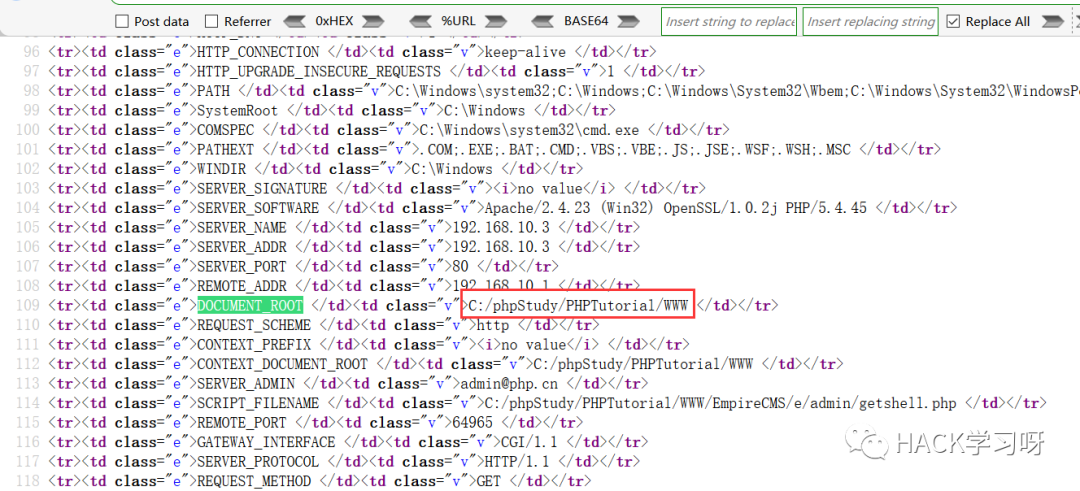 Post data Referrer 0xHEX %URL BASE64 Insert string to replace Insert replacing string Replace All
96 <tr><td class="e">HTTP_CONNECTION </td><td class="v">keep-alive </td></tr>
97 <tr><td class="e">HTTP_UPGRADE_INSECURE_REQUESTS </td><td class="v">1 </td></tr>
98 <tr><td class="e">PATH </td><td class="v">C:\Windows\system32;C:\Windows;C:\Windows\System32\Wbem;C:\Windows\System32\WindowsPo
99 <tr><td class="e">SystemRoot </td><td class="v">C:\Windows </td></tr>
100 <tr><td class="e">COMSPEC </td><td class="v">C:\Windows\system32\cmd.exe </td></tr>
101 <tr><td class="e">PATHEXT </td><td class="v">.COM;.EXE;.BAT;.CMD;.VBS;.VBE;.JS;.JSE;.WSF;.WSH;.MSC </td></tr>
102 <tr><td class="e">WINDIR </td><td class="v">C:\Windows </td></tr>
103 <tr><td class="e">SERVER_SIGNATURE </td><td class="v"><i>no value</i> </td></tr>
104 <tr><td class="e">SERVER_SOFTWARE </td><td class="v">Apache/2.4.23 (Win32) OpenSSL/1.0.2j PHP/5.4.45 </td></tr>
105 <tr><td class="e">SERVER_NAME </td><td class="v">192.168.10.3 </td></tr>
106 <tr><td class="e">SERVER_ADDR </td><td class="v">192.168.10.3 </td></tr>
107 <tr><td class="e">SERVER_PORT </td><td class="v">80 </td></tr>
108 <tr><td class="e">REMOTE_ADDR </td><td class="v">192.168.10.1 </td></tr>
109 <tr><td class="e">DOCUMENT_ROOT </td><td class="v">C:/phpStudy/PHPTutorial/WWW </td></tr>
110 <tr><td class="e">REQUEST_SCHEME </td><td class="v">http </td></tr>
111 <tr><td class="e">CONTEXT_PREFIX </td><td class="v"><i>no value</i> </td></tr>
112 <tr><td class="e">CONTEXT_DOCUMENT_ROOT </td><td class="v">C:/phpStudy/PHPTutorial/WWW </td></tr>
113 <tr><td class="e">SERVER_ADMIN </td><td class="v">admin@php.cn </td></tr>
114 <tr><td class="e">SCRIPT_FILENAME </td><td class="v">C:/phpStudy/PHPTutorial/WWW/EmpireCMS/e/admin/getshell.php </td></tr>
115 <tr><td class="e">REMOTE_PORT </td><td class="v">64965 </td></tr>
116 <tr><td class="e">GATEWAY_INTERFACE </td><td class="v">CGI/1.1 </td></tr>
117 <tr><td class="e">SERVER_PROTOCOL </td><td class="v">HTTP/1.1 </td></tr>
118 <tr><td class="e">REQUEST_METHOD </td><td class="v">GET </td></tr>
HACK学习呀